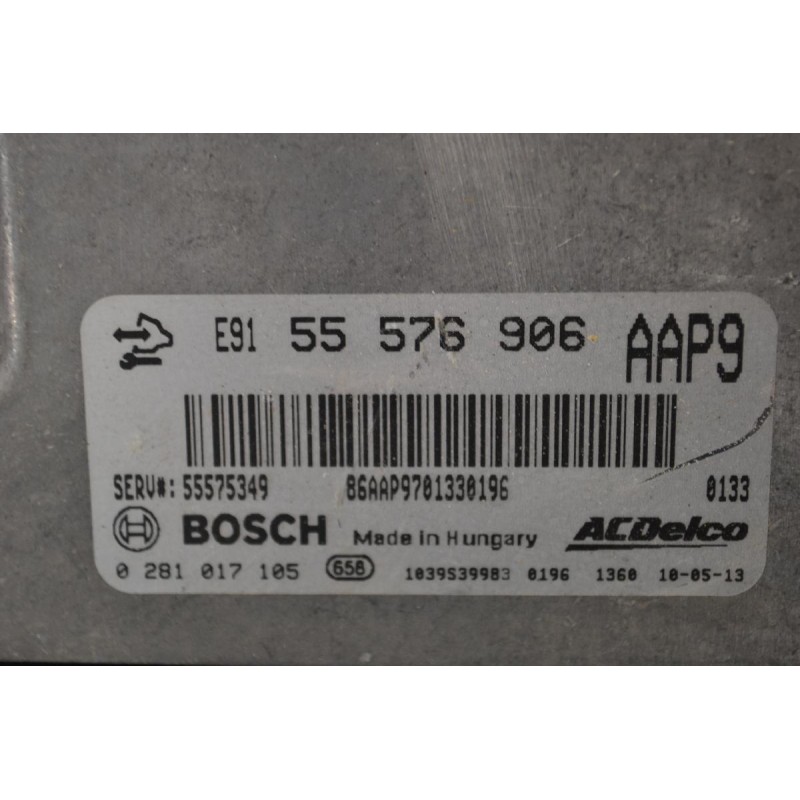 E91 55 576 906 AAP9
SERV#: 55575349 86AAP9701330196 0133
BOSCH Made in Hungary ACDelco
0 281 017 105 658 1039S39983 0196 1360 10-05-13